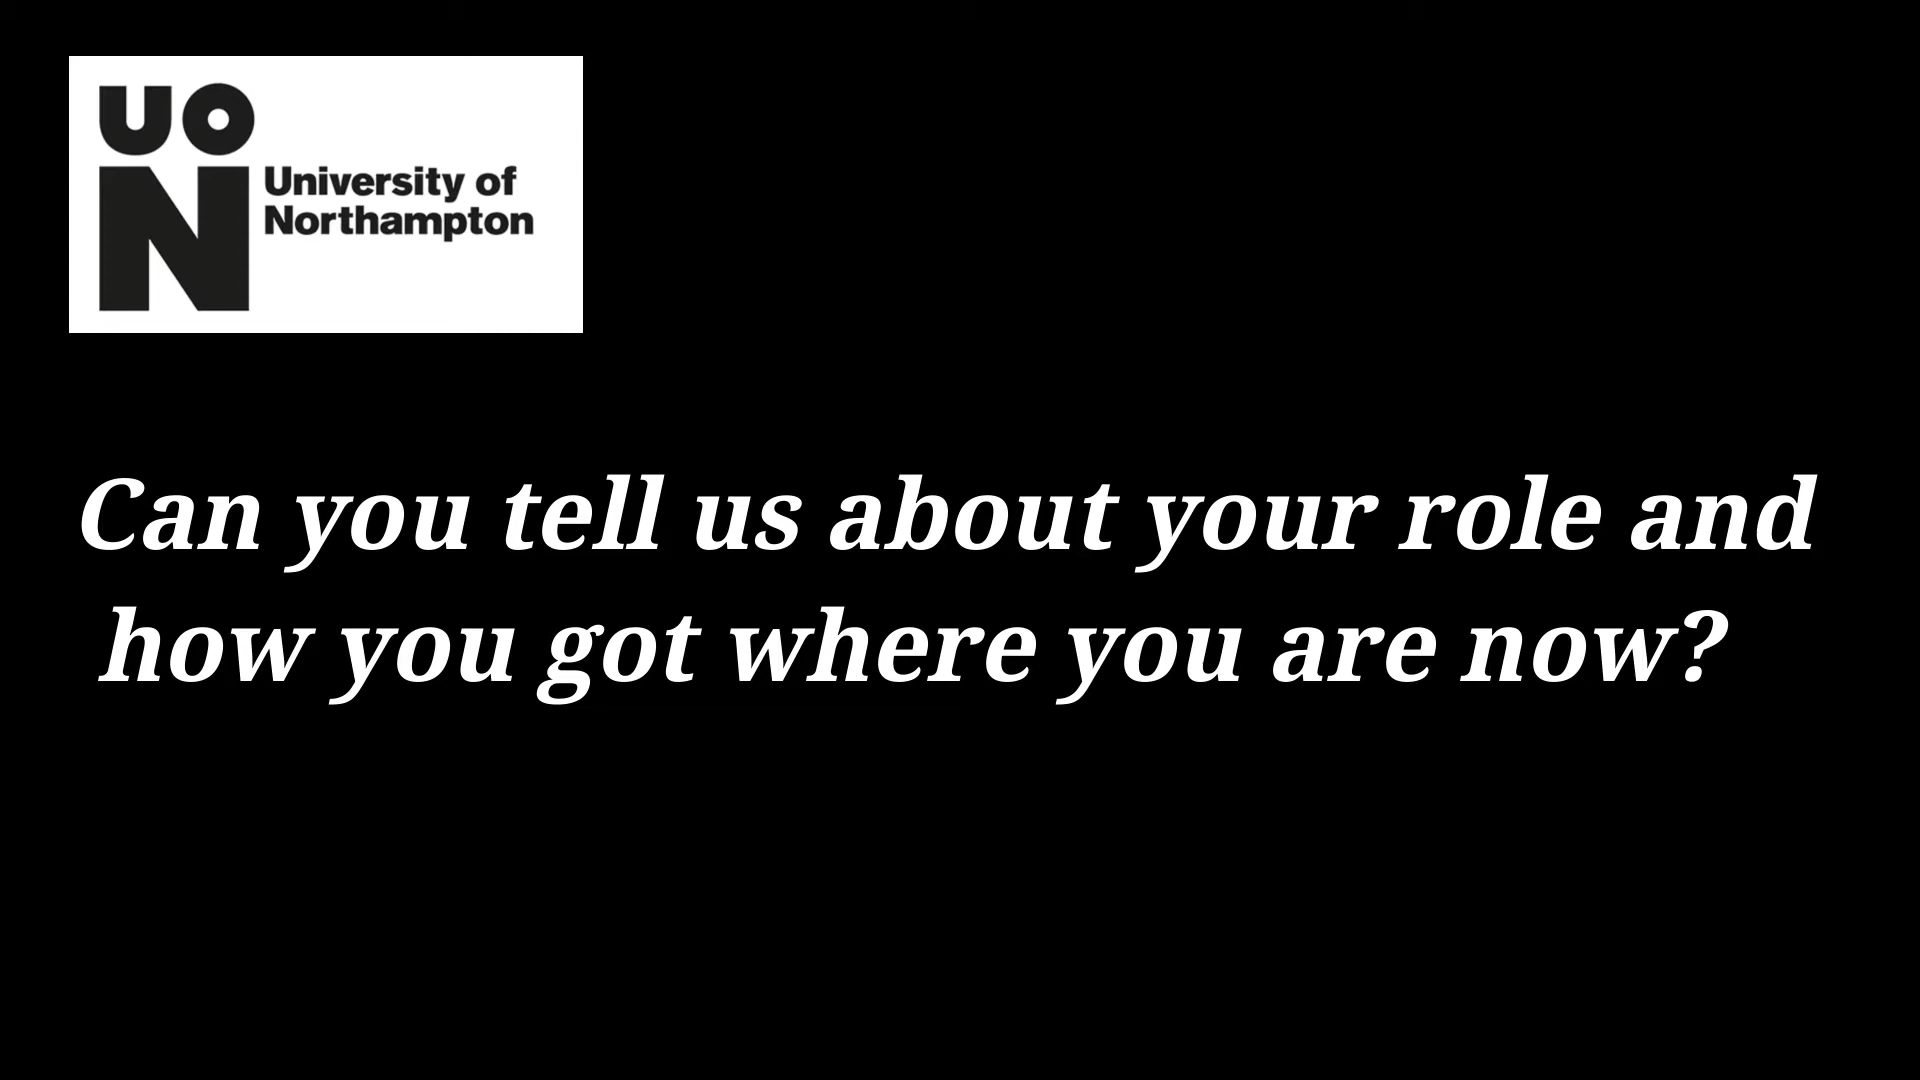 UO
N
University of
Northampton
Can you tell us about your role and
how you got where you are now?